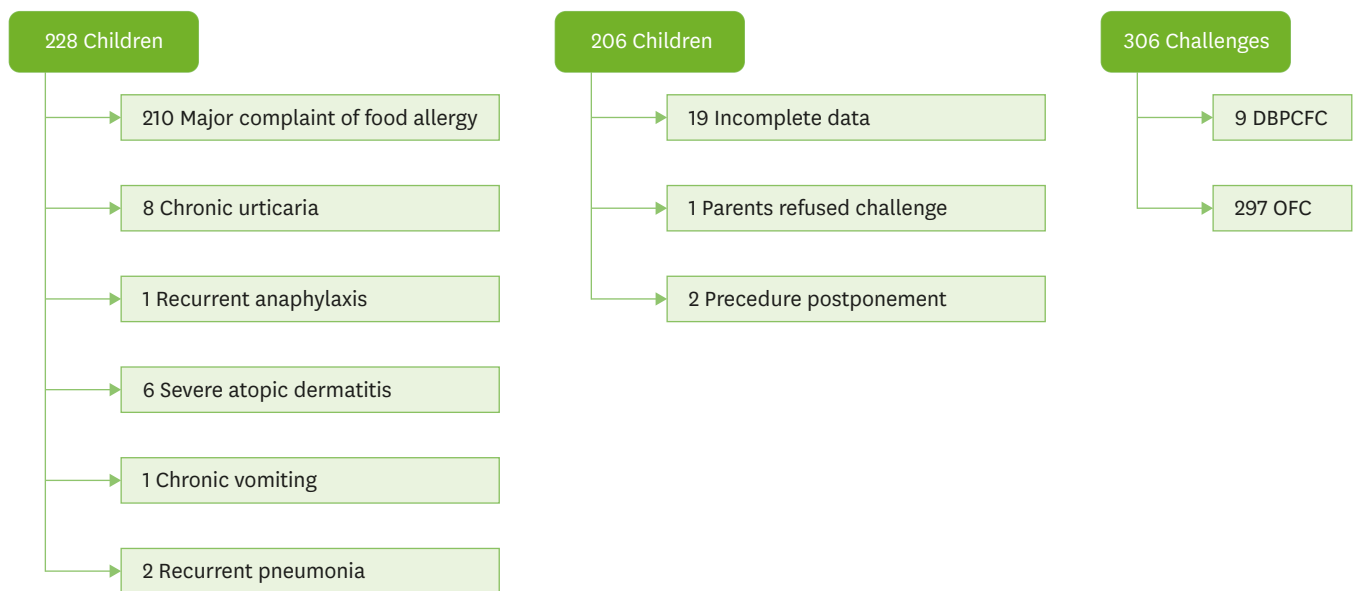 228 Children
210 Major complaint of food allergy
8 Chronic urticaria
1 Recurrent anaphylaxis
6 Severe atopic dermatitis
1 Chronic vomiting
2 Recurrent pneumonia
206 Children
19 Incomplete data
1 Parents refused challenge
2 Precedure postponement
306 Challenges
9 DBPCFC
297 OFC